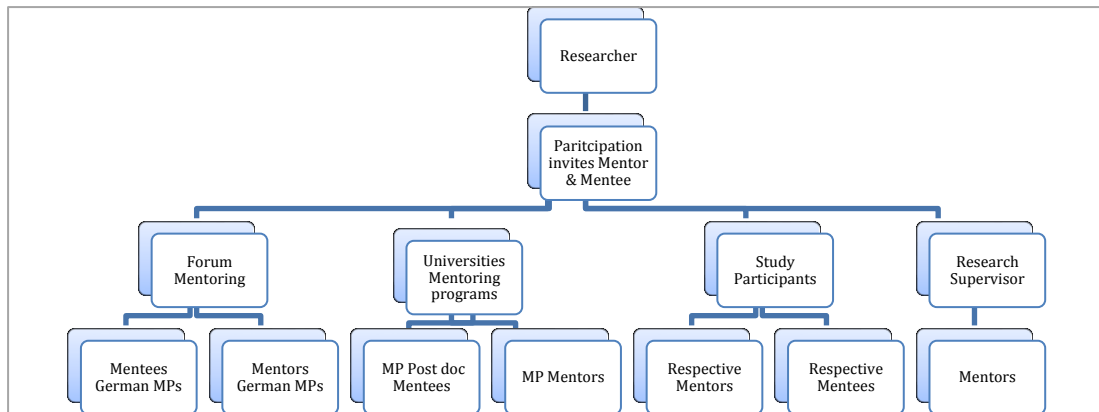 Researcher
Paritcipation
invites Mentor
& Mentee
Forum
Mentoring
Universities
Mentoring
programs
Study
Participants
Research
Supervisor
Mentees
German MPs
Mentors
German MPs
MP Post doc
Mentees
MP Mentors
Respective
Mentors
Respective
Mentees
Mentors